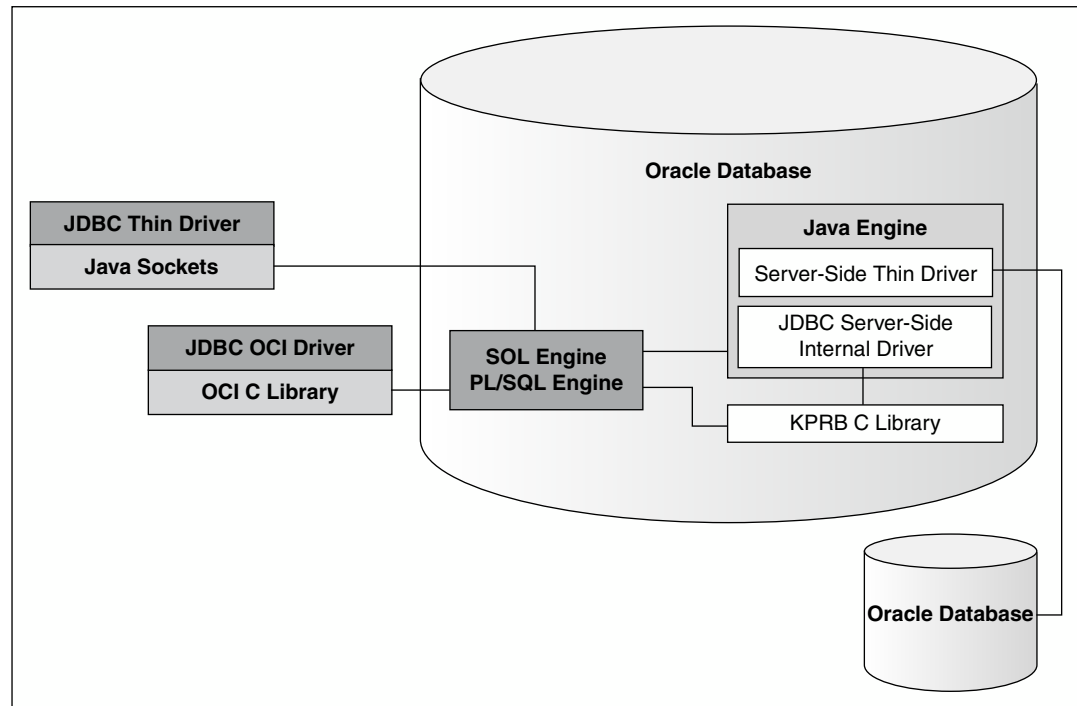 Oracle Database
JDBC Thin Driver
Java Sockets
JDBC OCI Driver
OCI C Library
SOL Engine
PL/SQL Engine
Java Engine
Server-Side Thin Driver
JDBC Server-Side
Internal Driver
KPRB C Library
Oracle Database